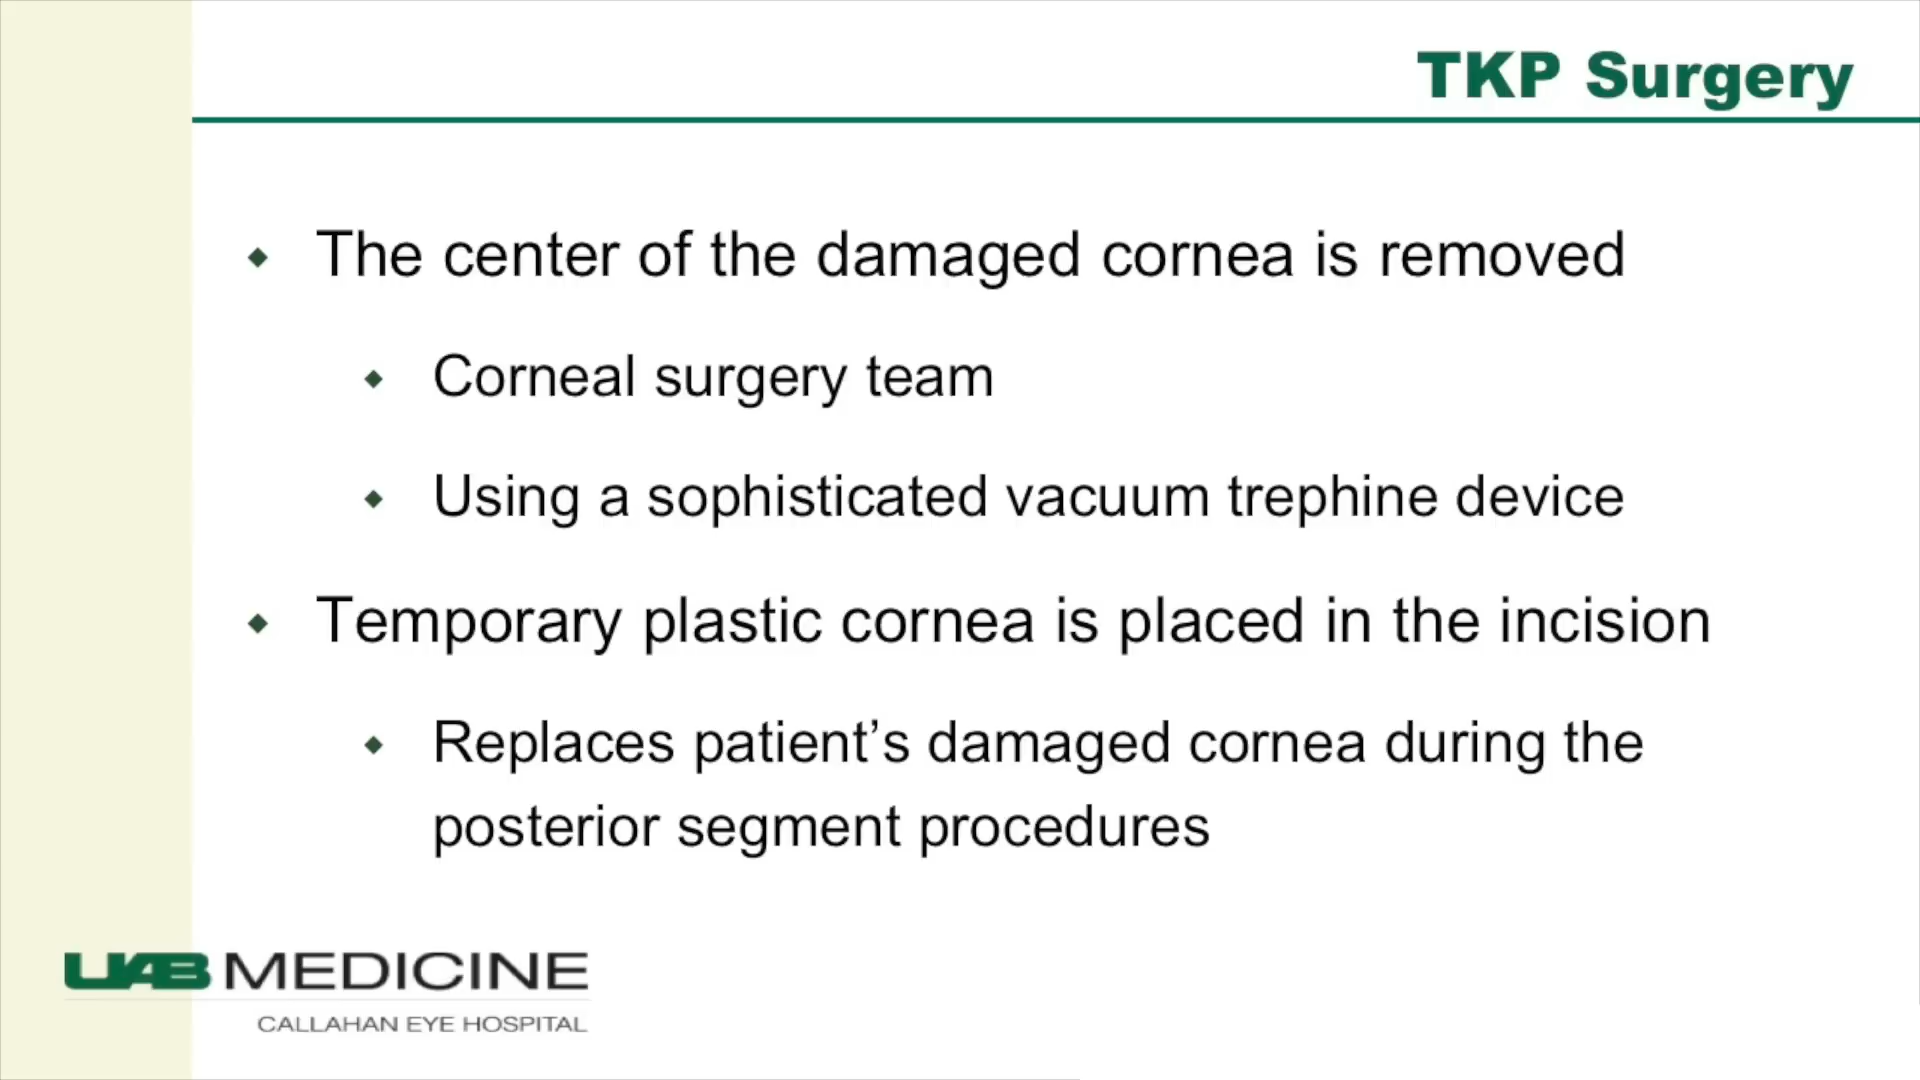 TKP Surgery
The center of the damaged cornea is removed
Corneal surgery team
Using a sophisticated vacuum trephine device
Temporary plastic cornea is placed in the incision
Replaces patient’s damaged cornea during the
posterior segment procedures
UAB MEDICINE
CALLAHAN EYE HOSPITAL